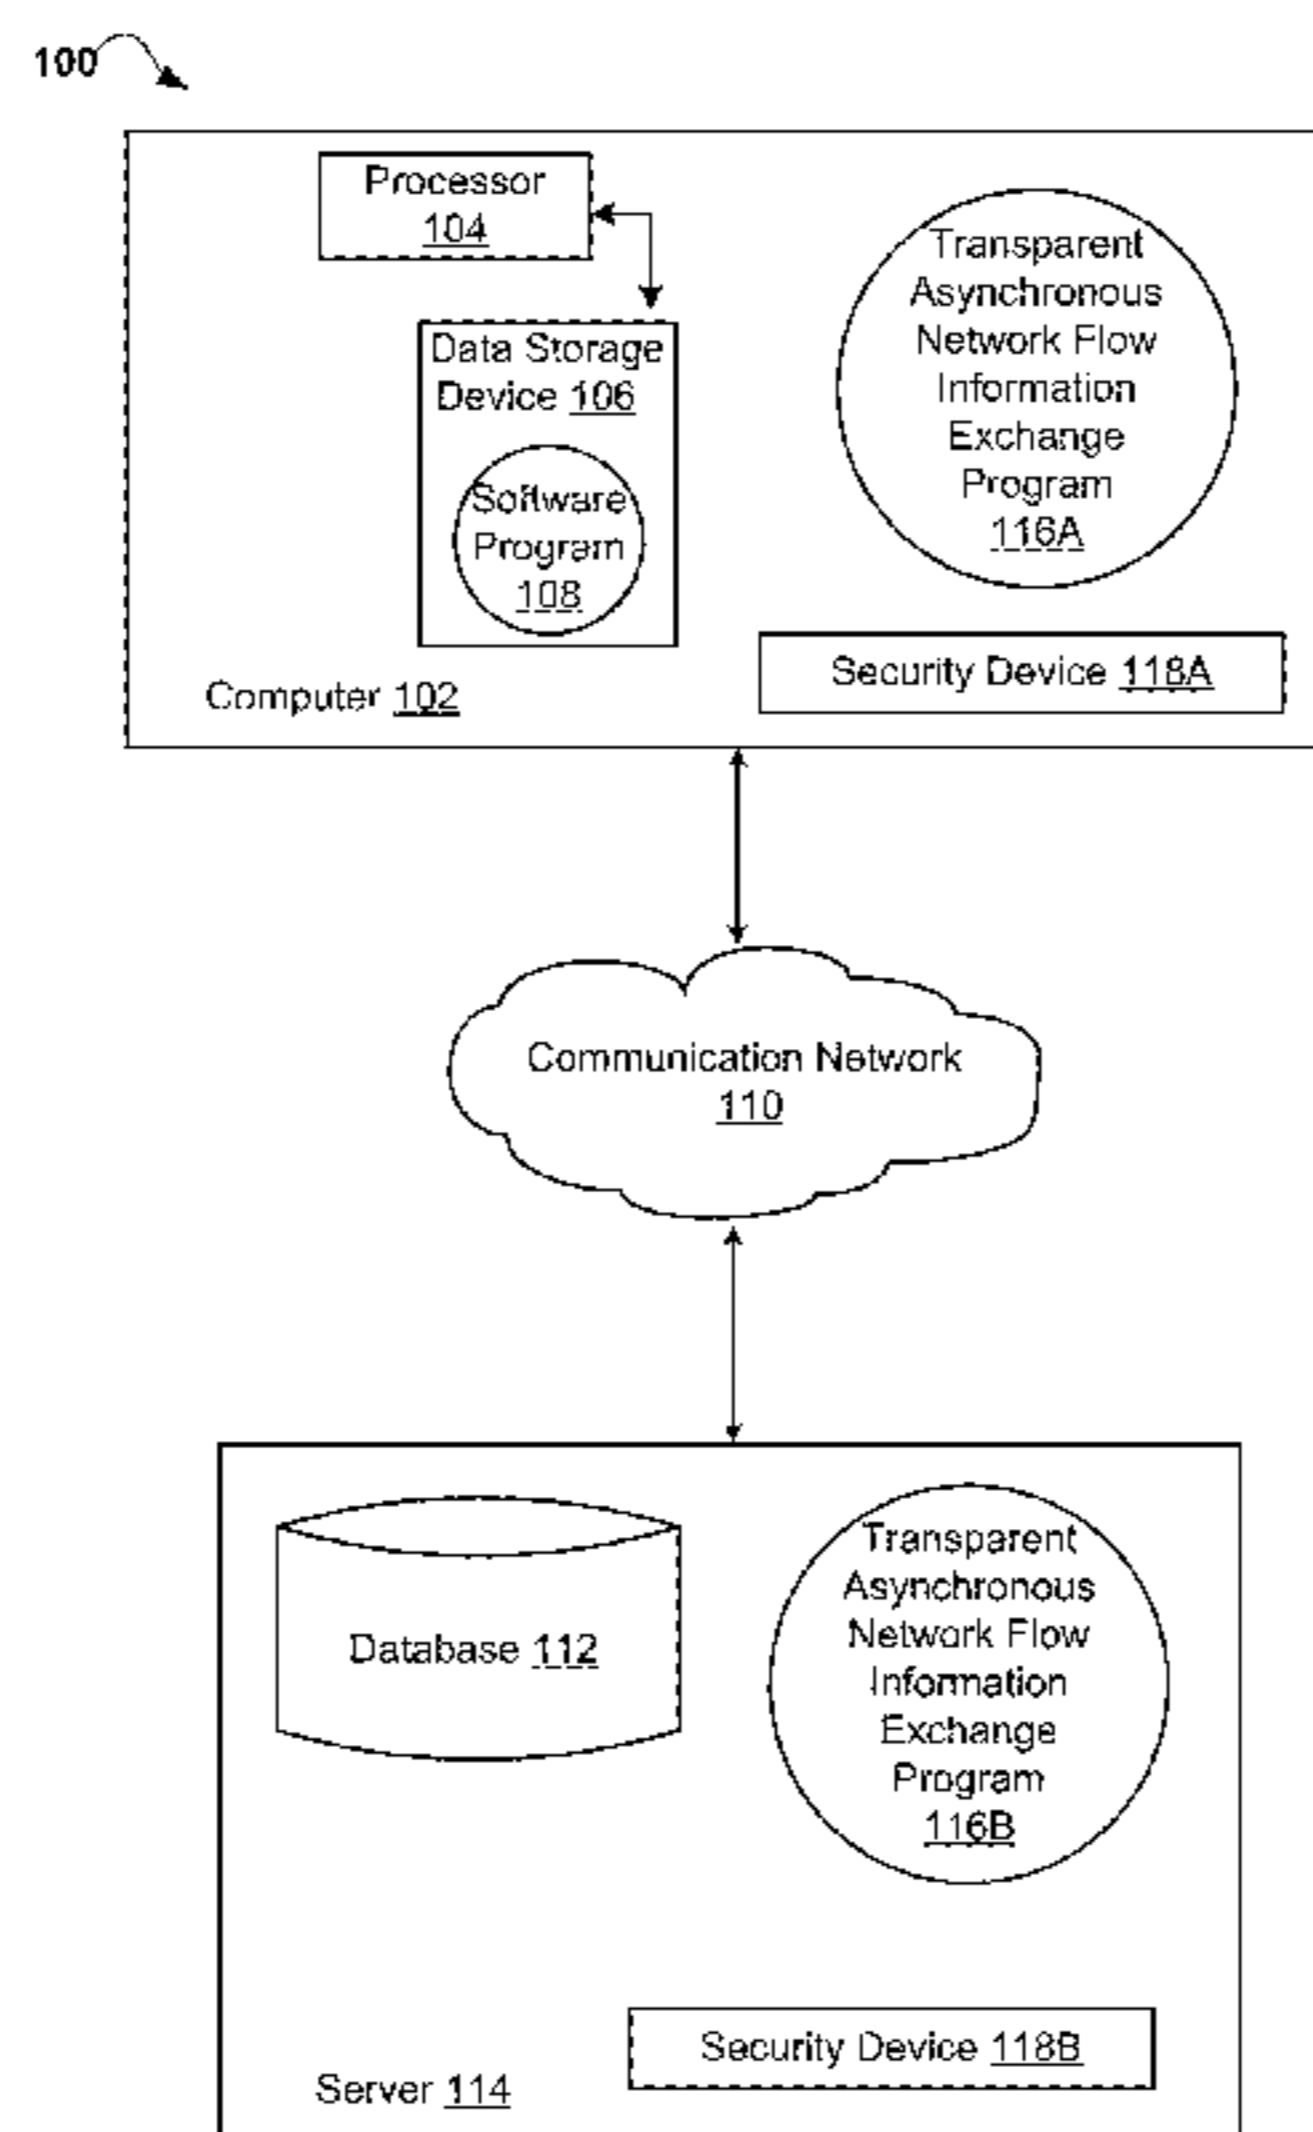 100
Processor
104
Data Storage
Device 106
Software
Program
108
Computer 102
Transparent
Asynchronous
Network Flow
Information
Exchange
Program
116A
Security Device 118A
Communication Network
110
Database 112
Transparent
Asynchronous
Network Flow
Information
Exchange
Program
116B
Security Device 118B
Server 114